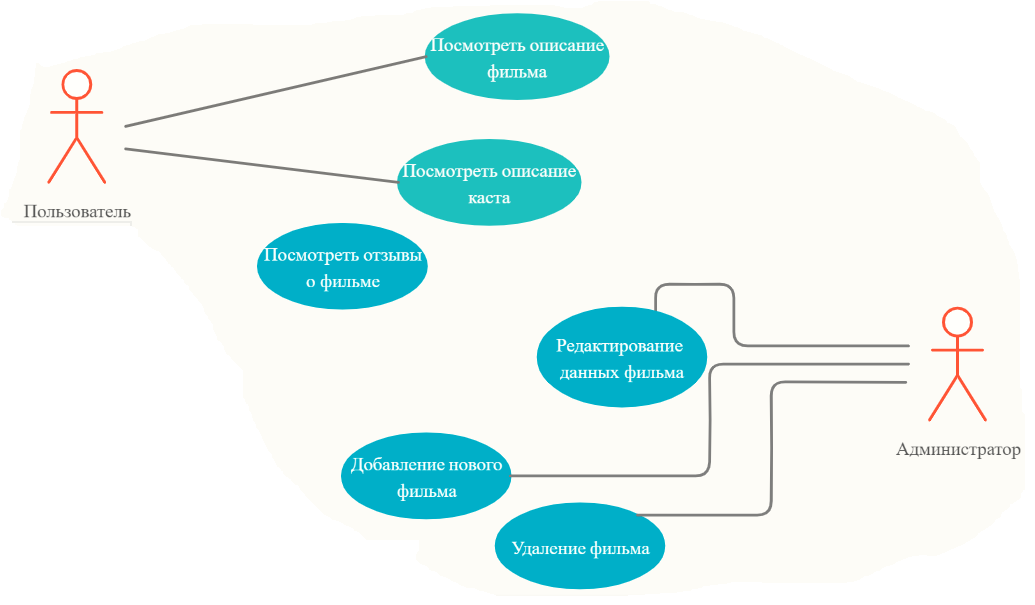 Посмотреть описание
фильма
Посмотреть описание
каста
Пользователь
Посмотреть отзывы
о фильме
Редактирование
данных фильма
Администратор
Добавление нового
фильма
Удаление фильма